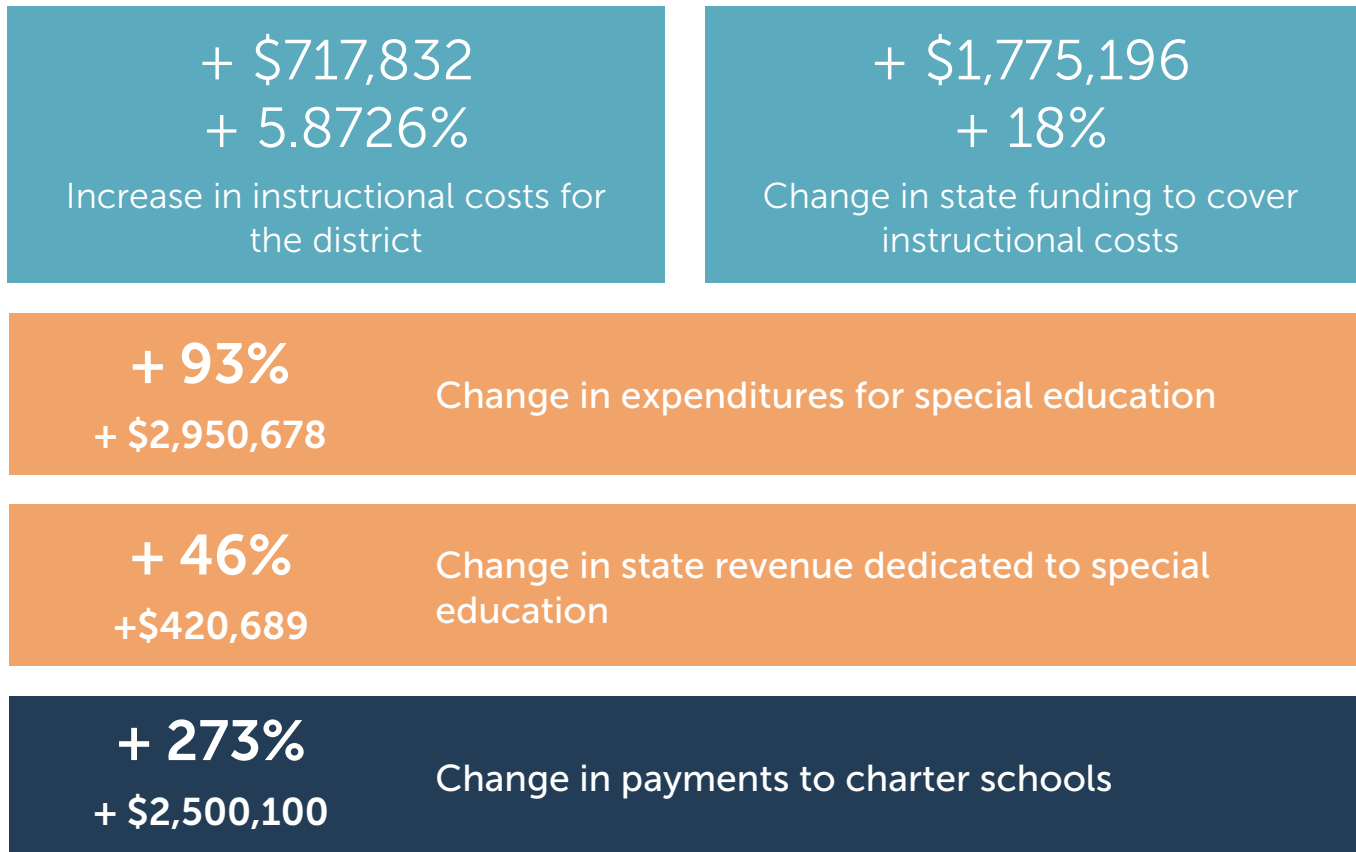 + $717,832
+ 5.8726%
Increase in instructional costs for
the district
+ $1,775,196
+ 18%
Change in state funding to cover
instructional costs
+ 93%
+ $2,950,678
Change in expenditures for special education
+ 46%
+$420,689
Change in state revenue dedicated to special
education
+ 273%
+ $2,500,100
Change in payments to charter schools